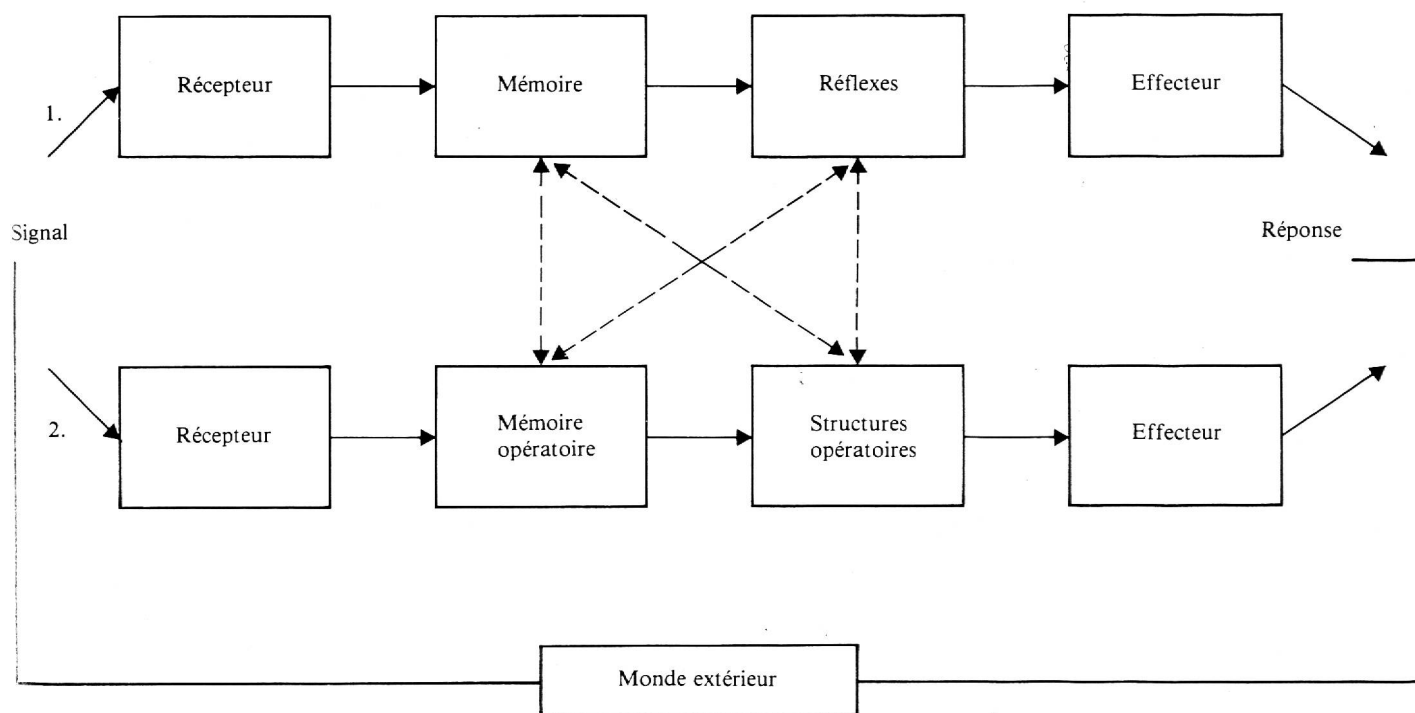 Récepteur
Mémoire
Réflexes
Effecteur
1.
Signal
Réponse
2.
Récepteur
Mémoire
opératoire
Structures
opératoires
Effecteur
Monde extérieur